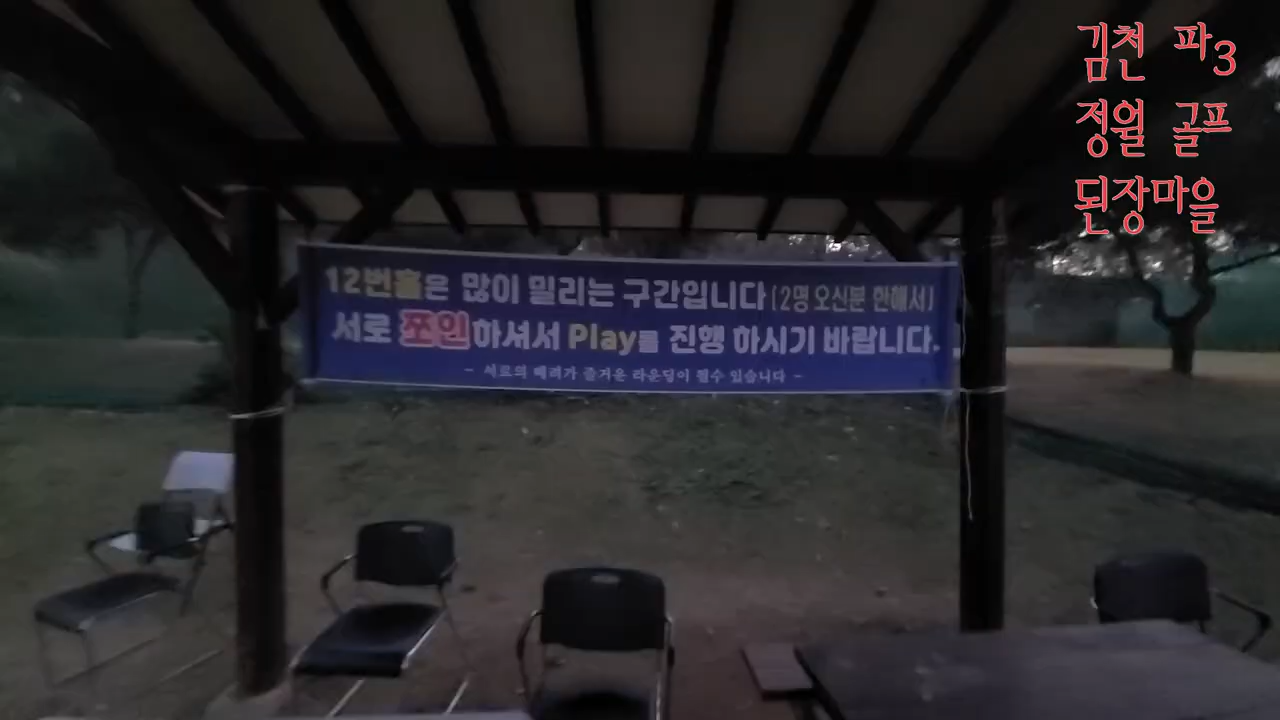 김천 파3
정월 골프
된장마을
12번홀은 많이 밀리는 구간입니다(2명 오신분 한해서)
서로 쪼인하셔서 Play를 진행 하시기 바랍니다.
- 서로의 배려가 즐거운 라운딩이 될수 있습니다 -